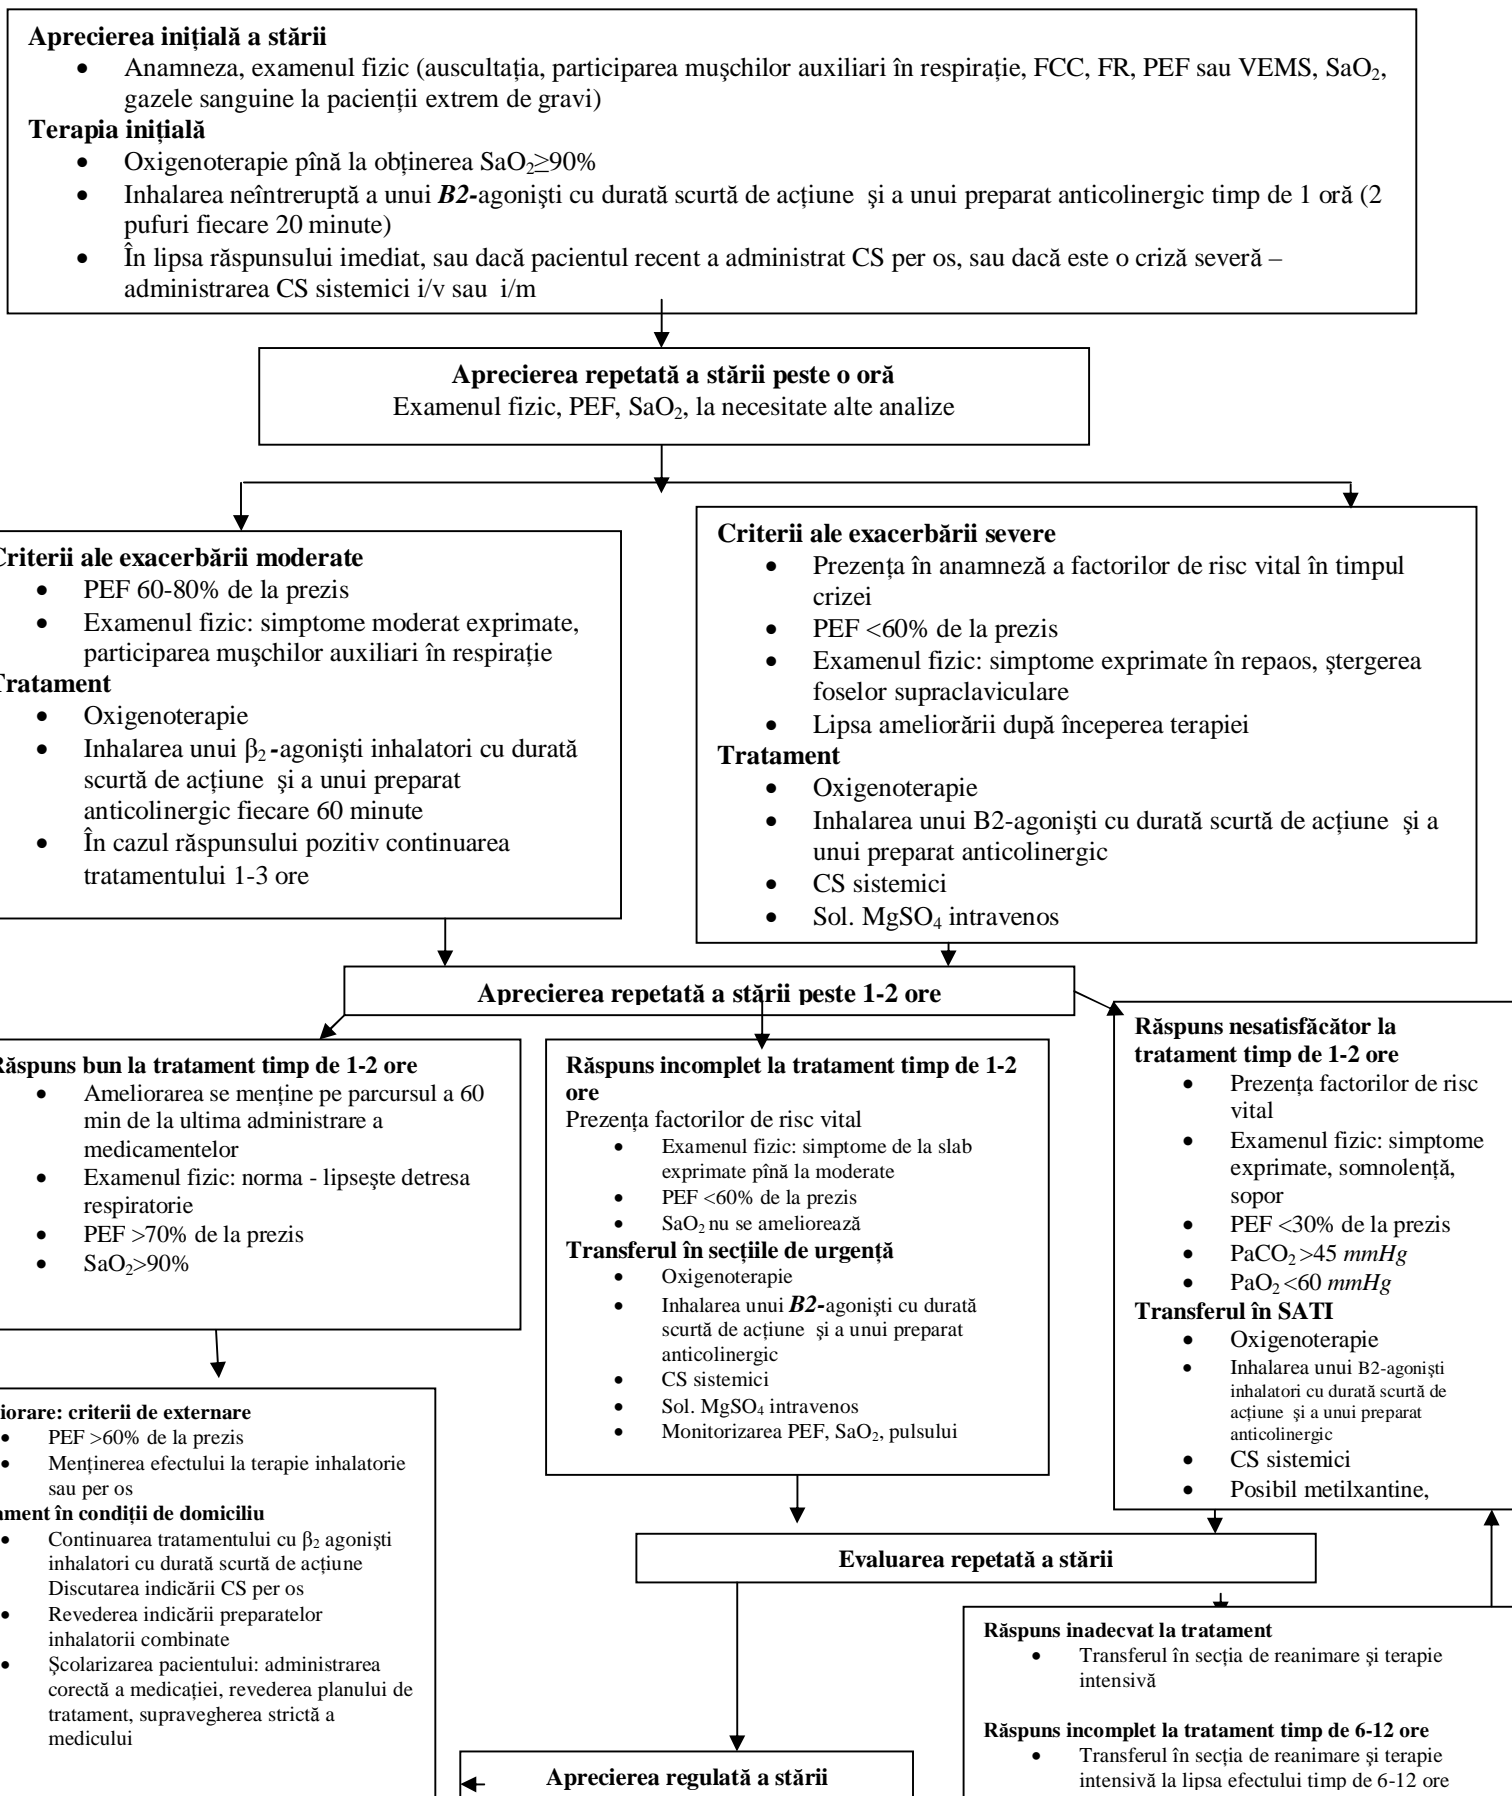 Aprecierea inițială a stării
• Anamneza, examenul fizic (auscultația, participarea mușchilor auxiliari în respirație, FCC, FR, PEF sau VEMS, SaO₂,
gazele sanguine la pacienții extrem de gravi)
Terapia inițială
• Oxigenoterapie pînă la obținerea SaO₂≥90%
• Inhalarea neîntreruptă a unui B2-agoniști cu durată scurtă de acțiune și a unui preparat anticolinergic timp de 1 oră (2
pufuri fiecare 20 minute)
• În lipsa răspunsului imediat, sau dacă pacientul recent a administrat CS per os, sau dacă este o criză severă –
administrarea CS sistemici i/v sau i/m
Aprecierea repetată a stării peste o oră
Examenul fizic, PEF, SaO₂, la necesitate alte analize
Criterii ale exacerbării moderate
• PEF 60-80% de la prezis
• Examenul fizic: simptome moderat exprimate,
participarea mușchilor auxiliari în respirație
Tratament
• Oxigenoterapie
• Inhalarea unui β₂-agoniști inhalatori cu durată
scurtă de acțiune și a unui preparat
anticolinergic fiecare 60 minute
• În cazul răspunsului pozitiv continuarea
tratamentului 1-3 ore
Criterii ale exacerbării severe
• Prezența în anamneză a factorilor de risc vital în timpul
crizei
• PEF <60% de la prezis
• Examenul fizic: simptome exprimate în repaos, ștergerea
foselor supraclaviculare
• Lipsa ameliorării după începerea terapiei
Tratament
• Oxigenoterapie
• Inhalarea unui B2-agoniști cu durată scurtă de acțiune și a
unui preparat anticolinergic
• CS sistemici
• Sol. MgSO₄ intravenos
Aprecierea repetată a stării peste 1-2 ore
Răspuns bun la tratament timp de 1-2 ore
• Ameliorarea se menține pe parcursul a 60
min de la ultima administrare a
medicamentelor
• Examenul fizic: norma - lipsește detresa
respiratorie
• PEF >70% de la prezis
• SaO₂>90%
Răspuns incomplet la tratament timp de 1-2
ore
Prezența factorilor de risc vital
• Examenul fizic: simptome de la slab
exprimate pînă la moderate
• PEF <60% de la prezis
• SaO₂ nu se ameliorează
Transferul în secțiile de urgență
• Oxigenoterapie
• Inhalarea unui B2-agoniști cu durată
scurtă de acțiune și a unui preparat
anticolinergic
• CS sistemici
• Sol. MgSO₄ intravenos
• Monitorizarea PEF, SaO₂, pulsului
Răspuns nesatisfăcător la
tratament timp de 1-2 ore
• Prezența factorilor de risc
vital
• Examenul fizic: simptome
exprimate, somnolență,
sopor
• PEF <30% de la prezis
• PaCO₂ >45 mmHg
• PaO₂ <60 mmHg
Transferul în SATI
• Oxigenoterapie
• Inhalarea unui B2-agoniști
inhalatori cu durată scurtă de
acțiune și a unui preparat
anticolinergic
• CS sistemici
• Posibil metilxantine,
iorare: criterii de externare
• PEF >60% de la prezis
• Menținerea efectului la terapie inhalatorie
sau per os
ament în condiții de domiciliu
• Continuarea tratamentului cu β₂ agoniști
inhalatori cu durată scurtă de acțiune
Discutarea indicării CS per os
• Revederea indicării preparatelor
inhalatorii combinate
• Școlarizarea pacientului: administrarea
corectă a medicației, revederea planului de
tratament, supravegherea strictă a
medicului
Evaluarea repetată a stării
Răspuns inadecvat la tratament
• Transferul în secția de reanimare și terapie
intensivă
Răspuns incomplet la tratament timp de 6-12 ore
• Transferul în secția de reanimare și terapie
intensivă la lipsa efectului timp de 6-12 ore
Aprecierea regulată a stării